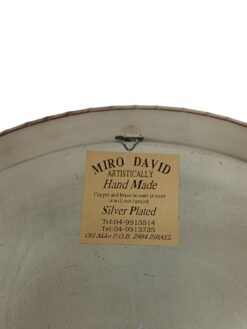 MIRO DAVID
ARTISTICALLY
Hand Made
Copper and brass lacquer in oven
it will not tarnish
Silver Plated
Tel:04-9915514
Tel:04-9913735
Old Akko P.O.B. 2884 ISRAEL